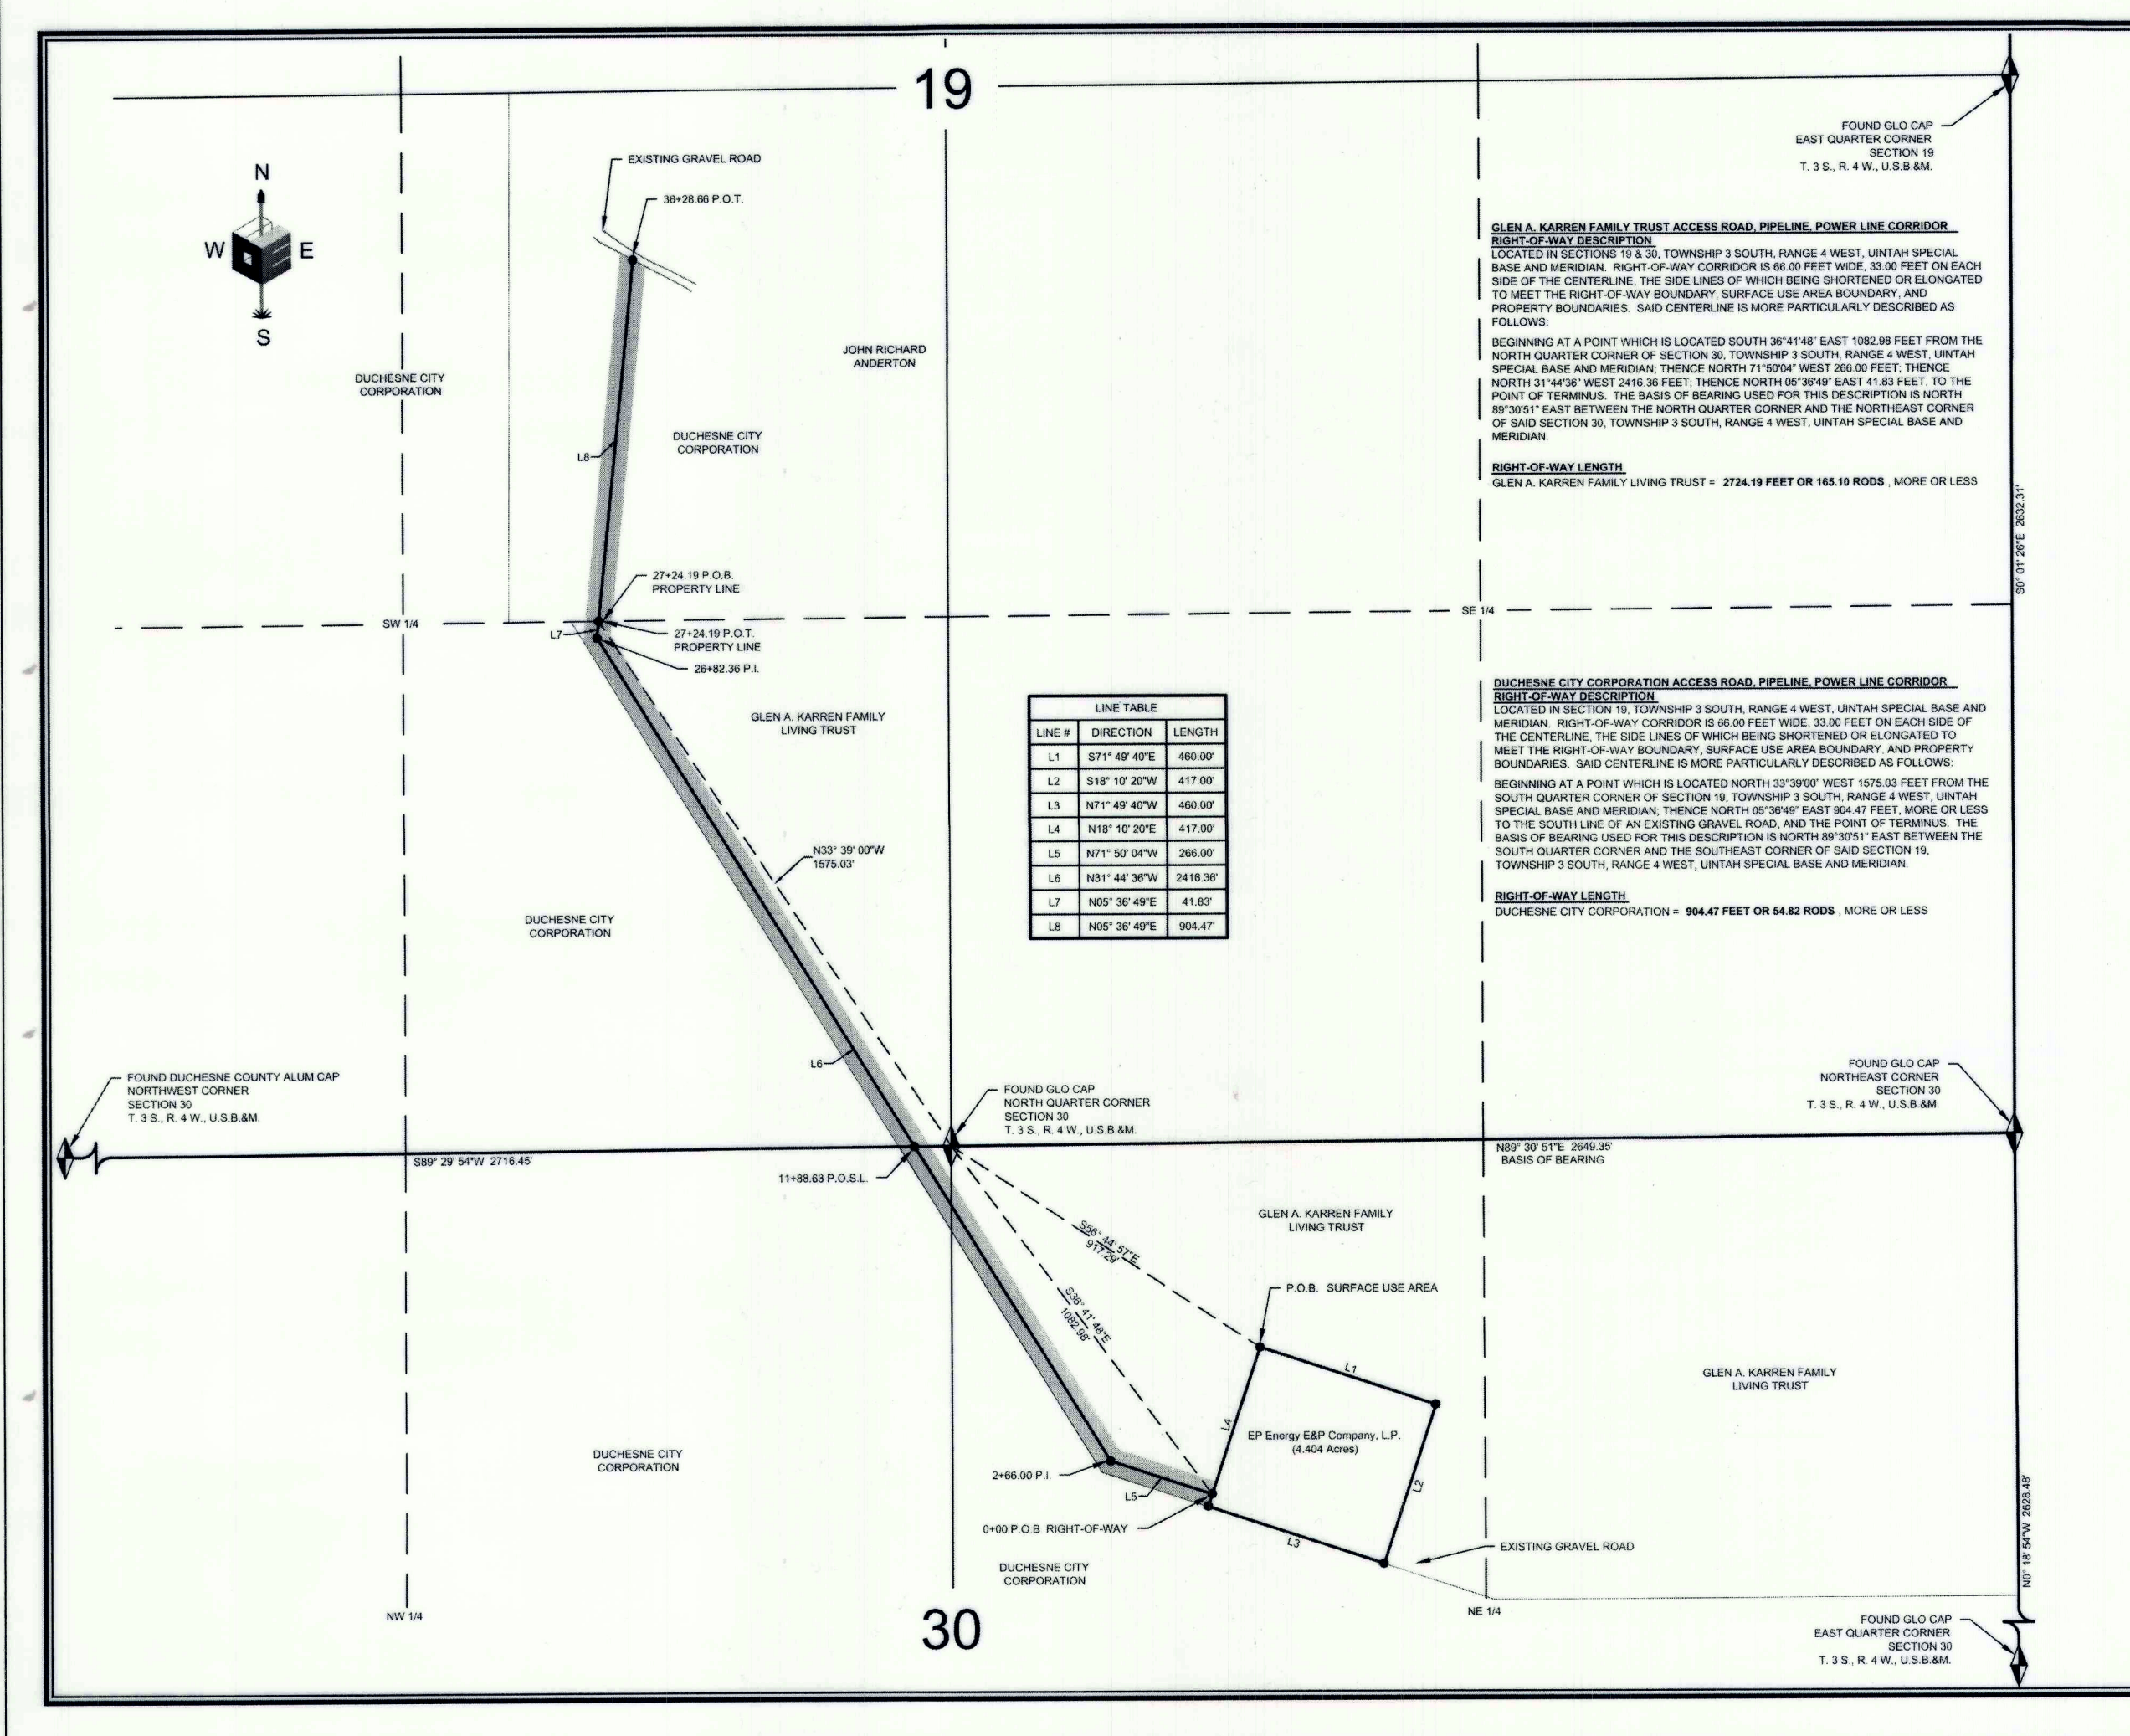 19
FOUND GLO CAP
EAST QUARTER CORNER
SECTION 19
T. 3 S., R. 4 W., U.S.B.&M.
EXISTING GRAVEL ROAD
36+28.66 P.O.T.
N
W E
S
JOHN RICHARD
ANDERTON
DUCHESNE CITY
CORPORATION
DUCHESNE CITY
CORPORATION
L8
GLEN A. KARREN FAMILY TRUST ACCESS ROAD, PIPELINE, POWER LINE CORRIDOR
RIGHT-OF-WAY DESCRIPTION
LOCATED IN SECTIONS 19 & 30, TOWNSHIP 3 SOUTH, RANGE 4 WEST, UINTAH SPECIAL
BASE AND MERIDIAN. RIGHT-OF-WAY CORRIDOR IS 66.00 FEET WIDE, 33.00 FEET ON EACH
SIDE OF THE CENTERLINE, THE SIDE LINES OF WHICH BEING SHORTENED OR ELONGATED
TO MEET THE RIGHT-OF-WAY BOUNDARY, SURFACE USE AREA BOUNDARY, AND
PROPERTY BOUNDARIES. SAID CENTERLINE IS MORE PARTICULARLY DESCRIBED AS
FOLLOWS:
BEGINNING AT A POINT WHICH IS LOCATED SOUTH 36°41'48" EAST 1082.98 FEET FROM THE
NORTH QUARTER CORNER OF SECTION 30, TOWNSHIP 3 SOUTH, RANGE 4 WEST, UINTAH
SPECIAL BASE AND MERIDIAN; THENCE NORTH 71°50'04" WEST 266.00 FEET; THENCE
NORTH 31°44'36" WEST 2416.36 FEET; THENCE NORTH 05°36'49" EAST 41.83 FEET, TO THE
POINT OF TERMINUS. THE BASIS OF BEARING USED FOR THIS DESCRIPTION IS NORTH
89°30'51" EAST BETWEEN THE NORTH QUARTER CORNER AND THE NORTHEAST CORNER
OF SAID SECTION 30, TOWNSHIP 3 SOUTH, RANGE 4 WEST, UINTAH SPECIAL BASE AND
MERIDIAN.
RIGHT-OF-WAY LENGTH
GLEN A. KARREN FAMILY LIVING TRUST = 2724.19 FEET OR 165.10 RODS , MORE OR LESS
S0° 01' 26"E 2632.31'
27+24.19 P.O.B.
PROPERTY LINE
SW 1/4
SE 1/4
L7
27+24.19 P.O.T.
PROPERTY LINE
26+82.36 P.I.
GLEN A. KARREN FAMILY
LIVING TRUST
LINE TABLE
LINE # DIRECTION LENGTH
L1 S71° 49' 40"E 460.00'
L2 S18° 10' 20"W 417.00'
L3 N71° 49' 40"W 460.00'
L4 N18° 10' 20"E 417.00'
L5 N71° 50' 04"W 266.00'
L6 N31° 44' 36"W 2416.36'
L7 N05° 36' 49"E 41.83'
L8 N05° 36' 49"E 904.47'
DUCHESNE CITY CORPORATION ACCESS ROAD, PIPELINE, POWER LINE CORRIDOR
RIGHT-OF-WAY DESCRIPTION
LOCATED IN SECTION 19, TOWNSHIP 3 SOUTH, RANGE 4 WEST, UINTAH SPECIAL BASE AND
MERIDIAN. RIGHT-OF-WAY CORRIDOR IS 66.00 FEET WIDE, 33.00 FEET ON EACH SIDE OF
THE CENTERLINE, THE SIDE LINES OF WHICH BEING SHORTENED OR ELONGATED TO
MEET THE RIGHT-OF-WAY BOUNDARY, SURFACE USE AREA BOUNDARY, AND PROPERTY
BOUNDARIES. SAID CENTERLINE IS MORE PARTICULARLY DESCRIBED AS FOLLOWS:
BEGINNING AT A POINT WHICH IS LOCATED NORTH 33°39'00" WEST 1575.03 FEET FROM THE
SOUTH QUARTER CORNER OF SECTION 19, TOWNSHIP 3 SOUTH, RANGE 4 WEST, UINTAH
SPECIAL BASE AND MERIDIAN; THENCE NORTH 05°36'49" EAST 904.47 FEET, MORE OR LESS
TO THE SOUTH LINE OF AN EXISTING GRAVEL ROAD, AND THE POINT OF TERMINUS. THE
BASIS OF BEARING USED FOR THIS DESCRIPTION IS NORTH 89°30'51" EAST BETWEEN THE
SOUTH QUARTER CORNER AND THE SOUTHEAST CORNER OF SAID SECTION 19,
TOWNSHIP 3 SOUTH, RANGE 4 WEST, UINTAH SPECIAL BASE AND MERIDIAN.
RIGHT-OF-WAY LENGTH
DUCHESNE CITY CORPORATION = 904.47 FEET OR 54.82 RODS , MORE OR LESS
N33° 39' 00"W
1575.03'
DUCHESNE CITY
CORPORATION
L6
FOUND DUCHESNE COUNTY ALUM CAP
NORTHWEST CORNER
SECTION 30
T. 3 S., R. 4 W., U.S.B.&M.
FOUND GLO CAP
NORTH QUARTER CORNER
SECTION 30
T. 3 S., R. 4 W., U.S.B.&M.
FOUND GLO CAP
NORTHEAST CORNER
SECTION 30
T. 3 S., R. 4 W., U.S.B.&M.
S89° 29' 54"W 2716.45'
11+88.63 P.O.S.L.
N89° 30' 51"E 2649.35'
BASIS OF BEARING
S56° 44' 57"E
917.29'
GLEN A. KARREN FAMILY
LIVING TRUST
S36° 41' 48"E
1082.98'
P.O.B. SURFACE USE AREA
L1
GLEN A. KARREN FAMILY
LIVING TRUST
L4
EP Energy E&P Company, L.P.
(4.404 Acres)
L2
DUCHESNE CITY
CORPORATION
2+66.00 P.I.
L5
0+00 P.O.B RIGHT-OF-WAY
L3
EXISTING GRAVEL ROAD
DUCHESNE CITY
CORPORATION
N0° 18' 54"W 2628.48'
NW 1/4
30
NE 1/4
FOUND GLO CAP
EAST QUARTER CORNER
SECTION 30
T. 3 S., R. 4 W., U.S.B.&M.